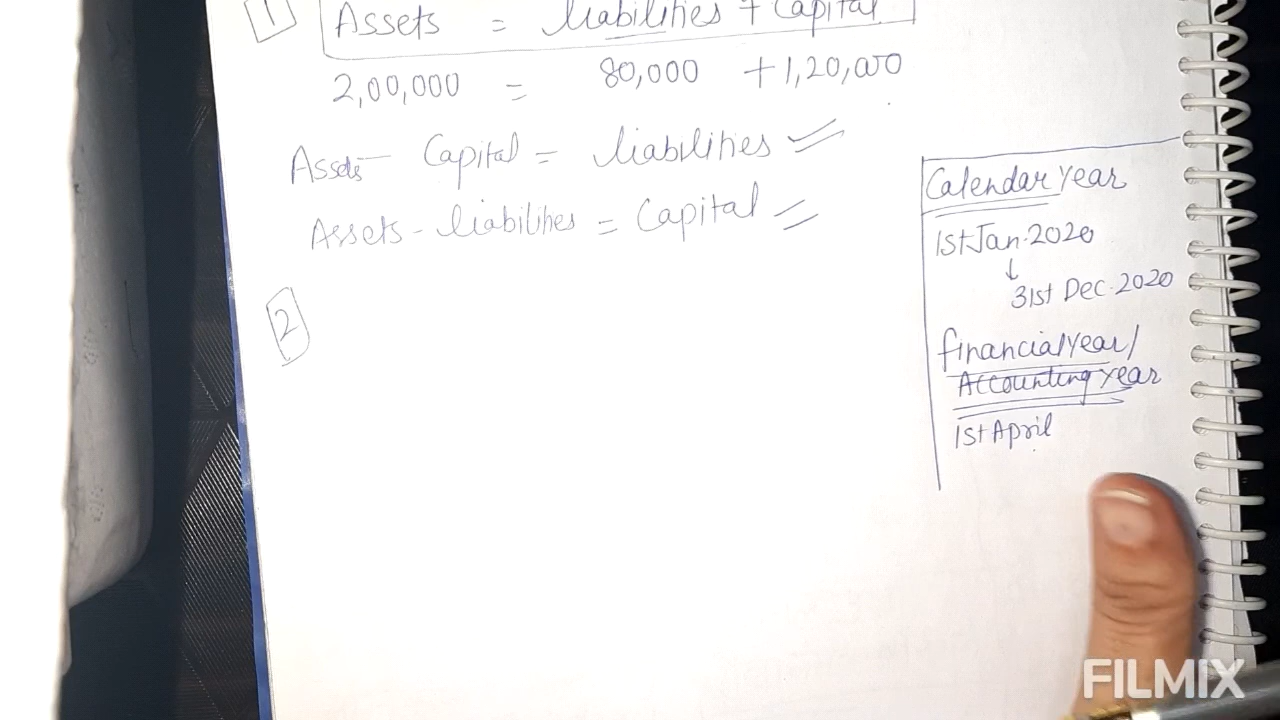 1
Assets = liabilities + Capital
2,00,000 = 80,000 + 1,20,000
Assets - Capital = liabilities
Assets - liabilities = Capital
2
Calendar Year
1st Jan. 2020
↓
31st Dec. 2020
financial year /
Accounting Year
1st April
FILMIX